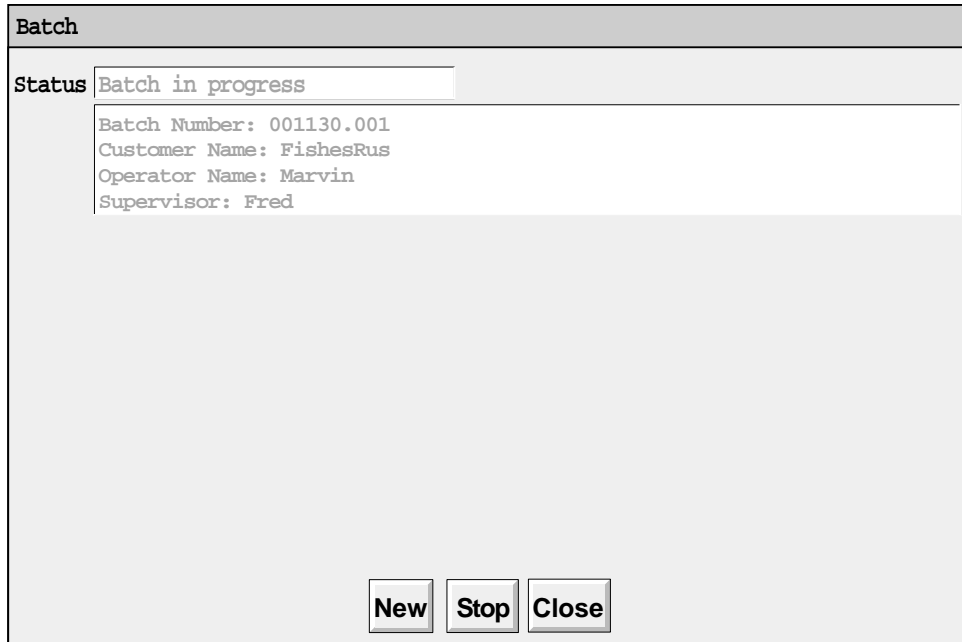 Batch
Status Batch in progress
Batch Number: 001130.001
Customer Name: FishesRus
Operator Name: Marvin
Supervisor: Fred
New Stop Close